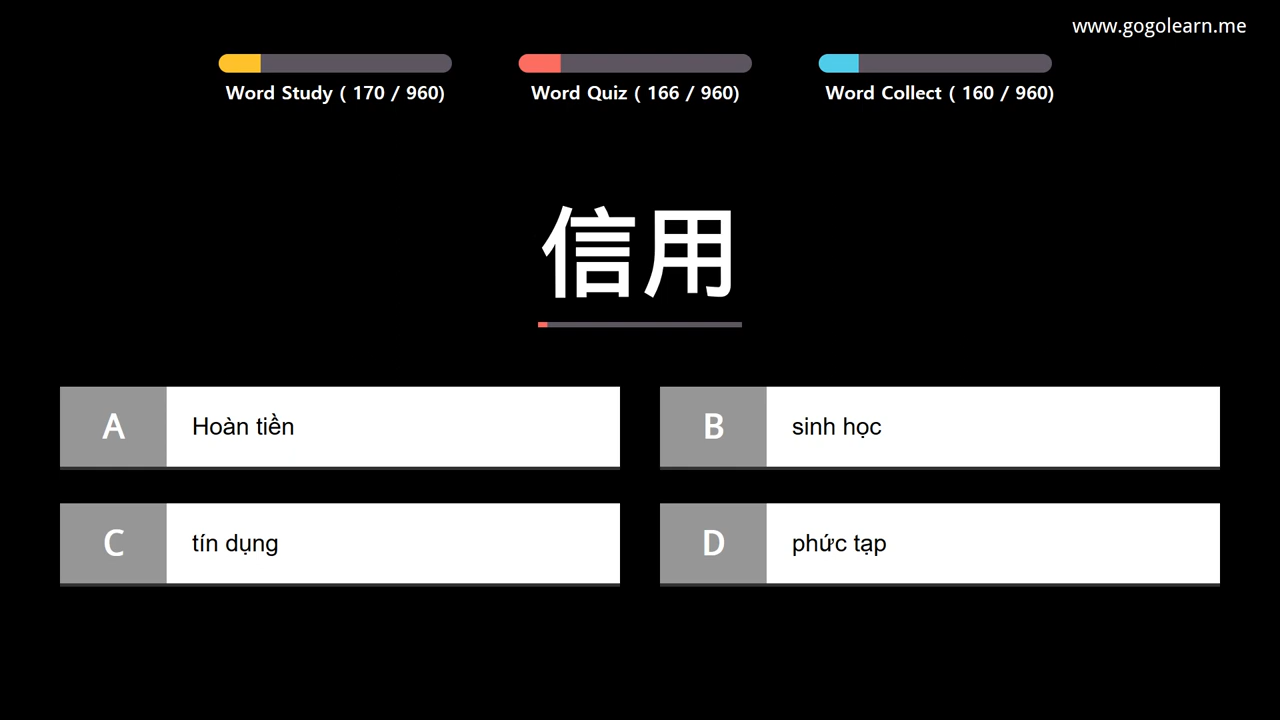 www.gogolearn.me
Word Study ( 170 / 960)
Word Quiz ( 166 / 960)
Word Collect ( 160 / 960)
信用
A
Hoàn tiền
B
sinh học
C
tín dụng
D
phức tạp